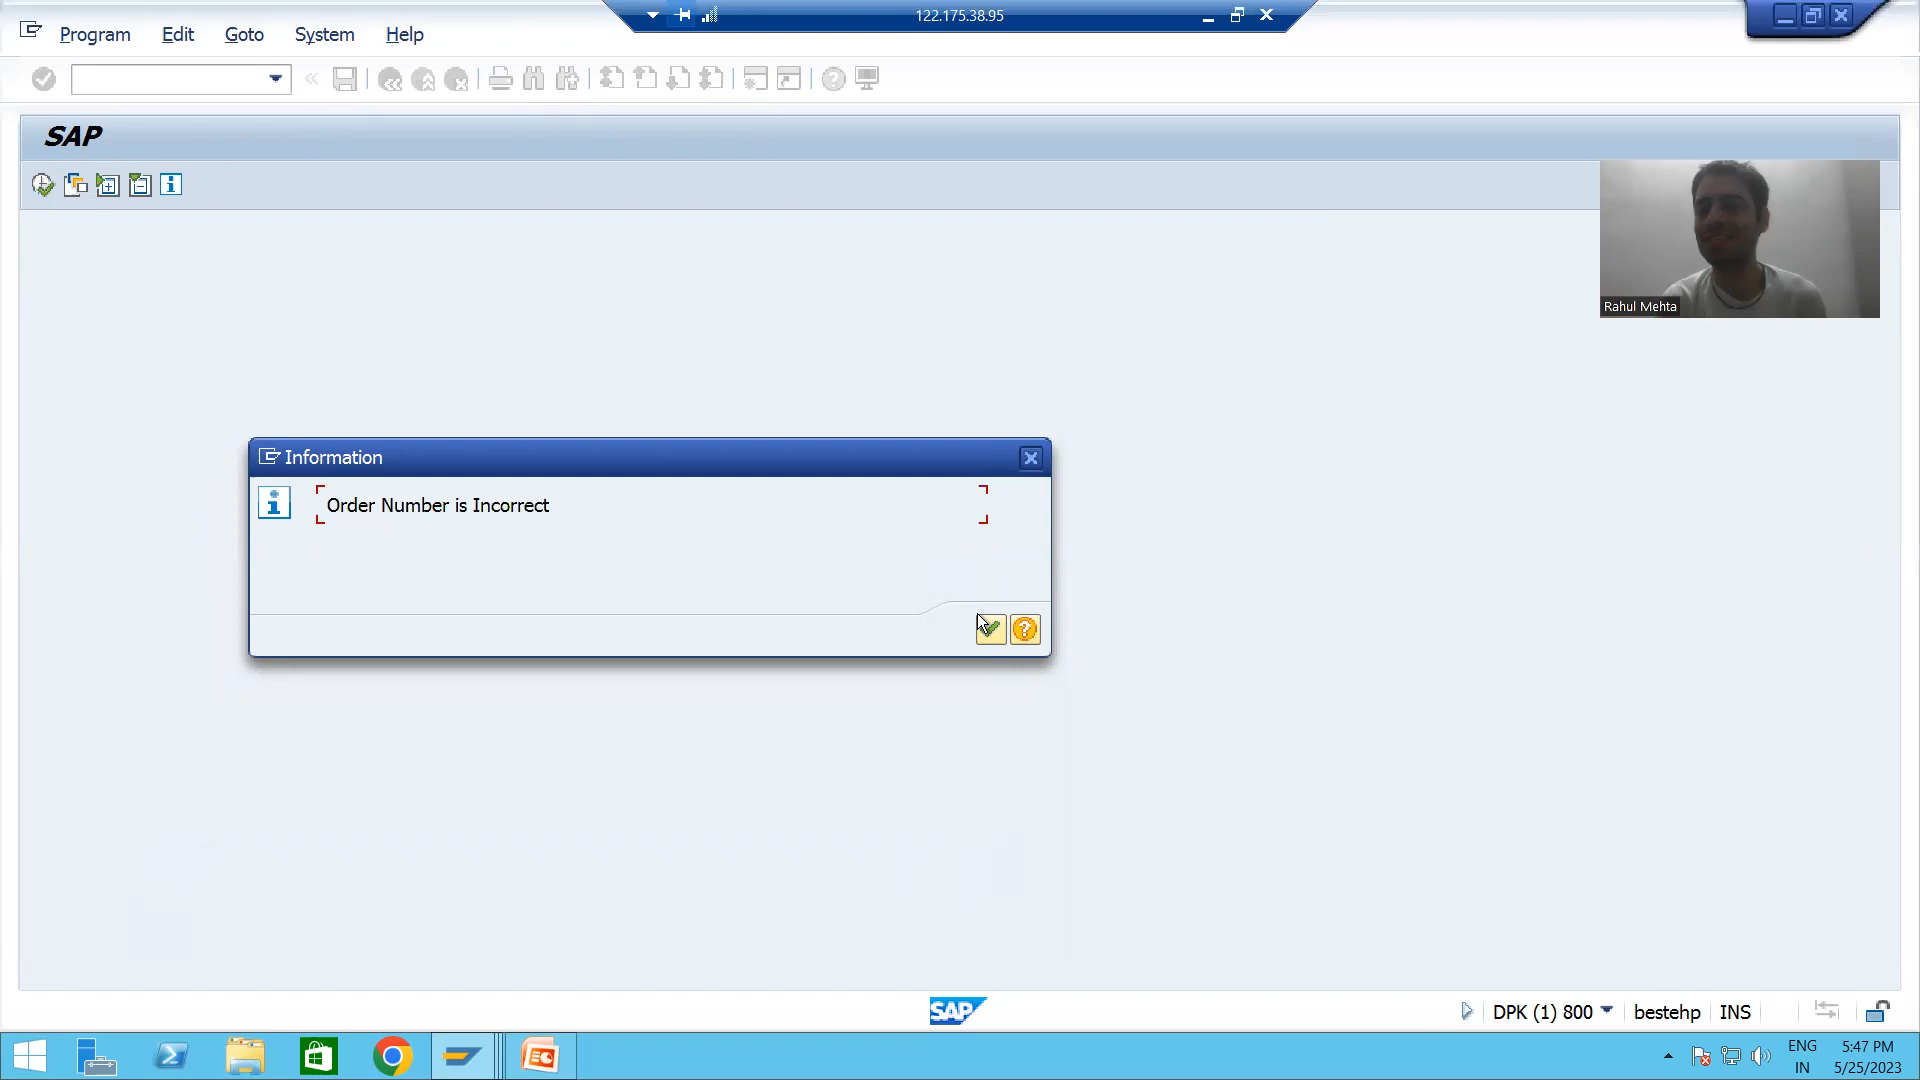 122.175.38.95
Program Edit Goto System Help
SAP
Rahul Mehta
Information
Order Number is Incorrect
SAP
DPK (1) 800 bestehp INS
ENG 5:47 PM
IN 5/25/2023